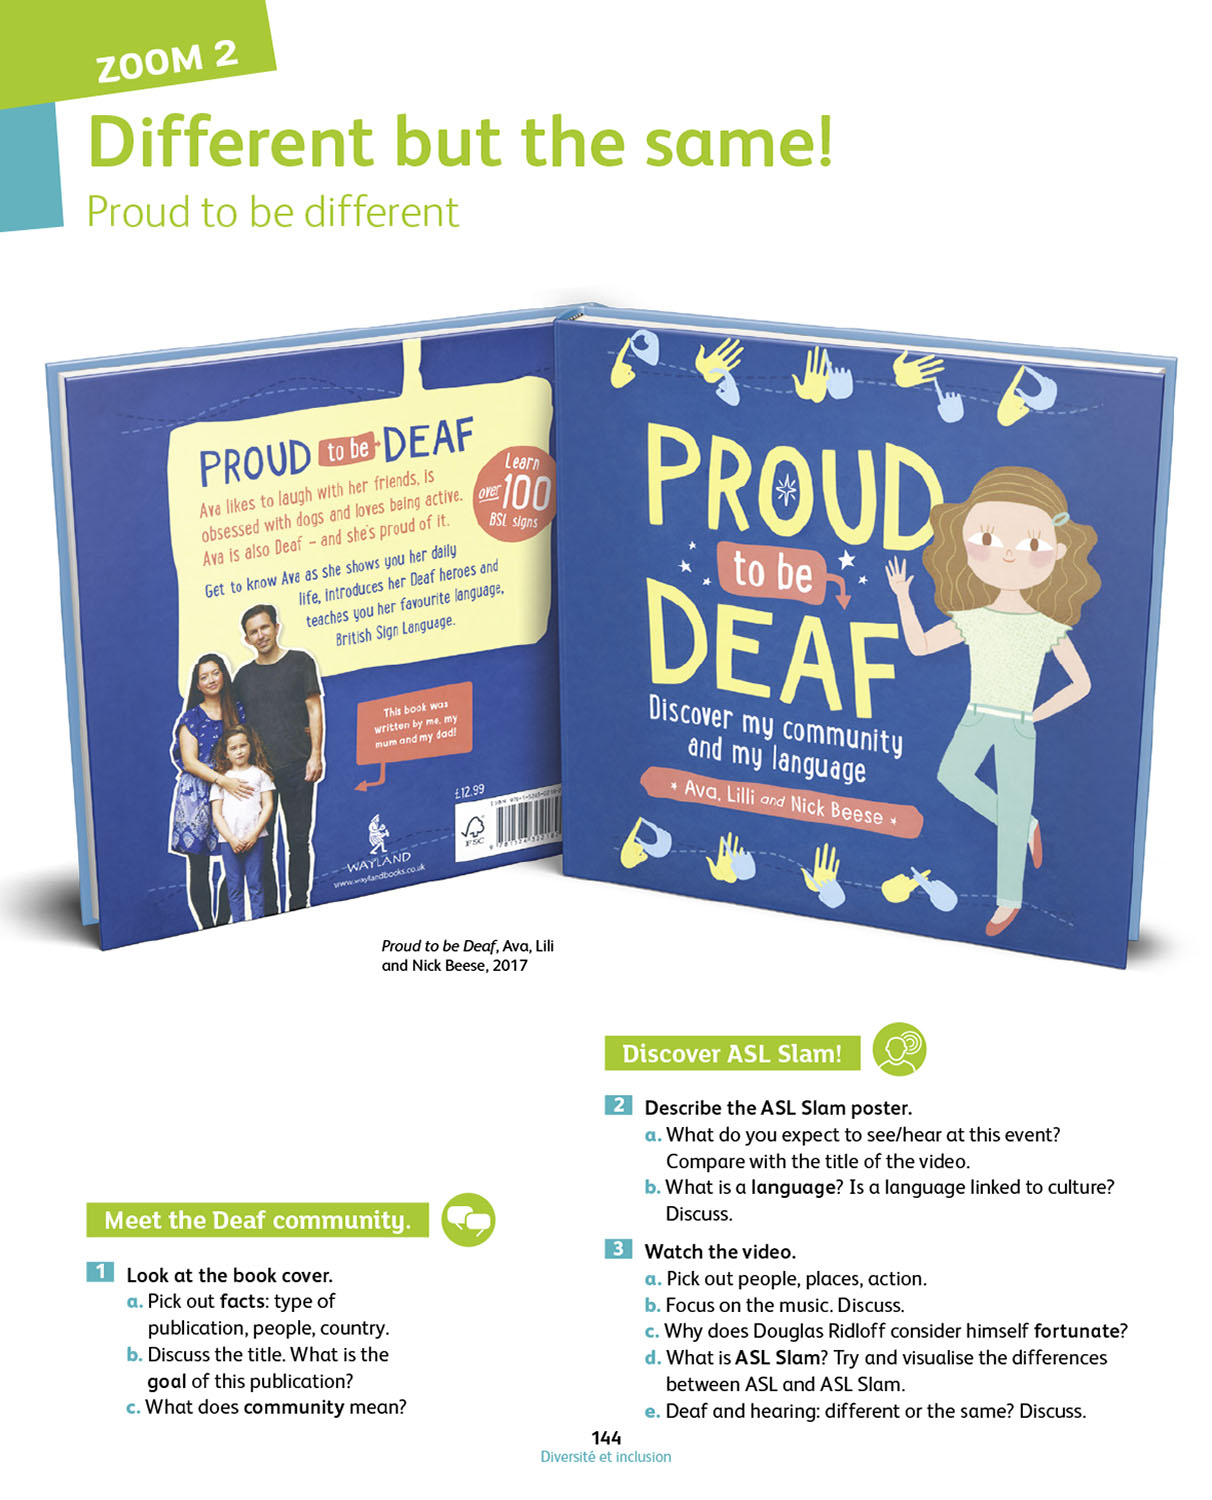 ZOOM 2
Different but the same!
Proud to be different
PROUD to be DEAF
Ava likes to laugh with her friends, is
obsessed with dogs and loves being active.
Ava is also Deaf – and she's proud of it.
Get to know Ava as she shows you her daily
life, introduces her Deaf heroes and
teaches you her favourite language,
British Sign Language.
Learn
over 100
BSL signs
This book was
written by me, my
mum and my dad!
£12.99
FSC
WAYLAND
www.waylandbooks.co.uk
PROUD
to be
DEAF
Discover my community
and my language
Ava, Lilli and Nick Beese
Proud to be Deaf, Ava, Lili
and Nick Beese, 2017
Meet the Deaf community.
1 Look at the book cover.
a. Pick out facts: type of
publication, people, country.
b. Discuss the title. What is the
goal of this publication?
c. What does community mean?
Discover ASL Slam!
2 Describe the ASL Slam poster.
a. What do you expect to see/hear at this event?
Compare with the title of the video.
b. What is a language? Is a language linked to culture?
Discuss.
3 Watch the video.
a. Pick out people, places, action.
b. Focus on the music. Discuss.
c. Why does Douglas Ridloff consider himself fortunate?
d. What is ASL Slam? Try and visualise the differences
between ASL and ASL Slam.
e. Deaf and hearing: different or the same? Discuss.
144
Diversité et inclusion